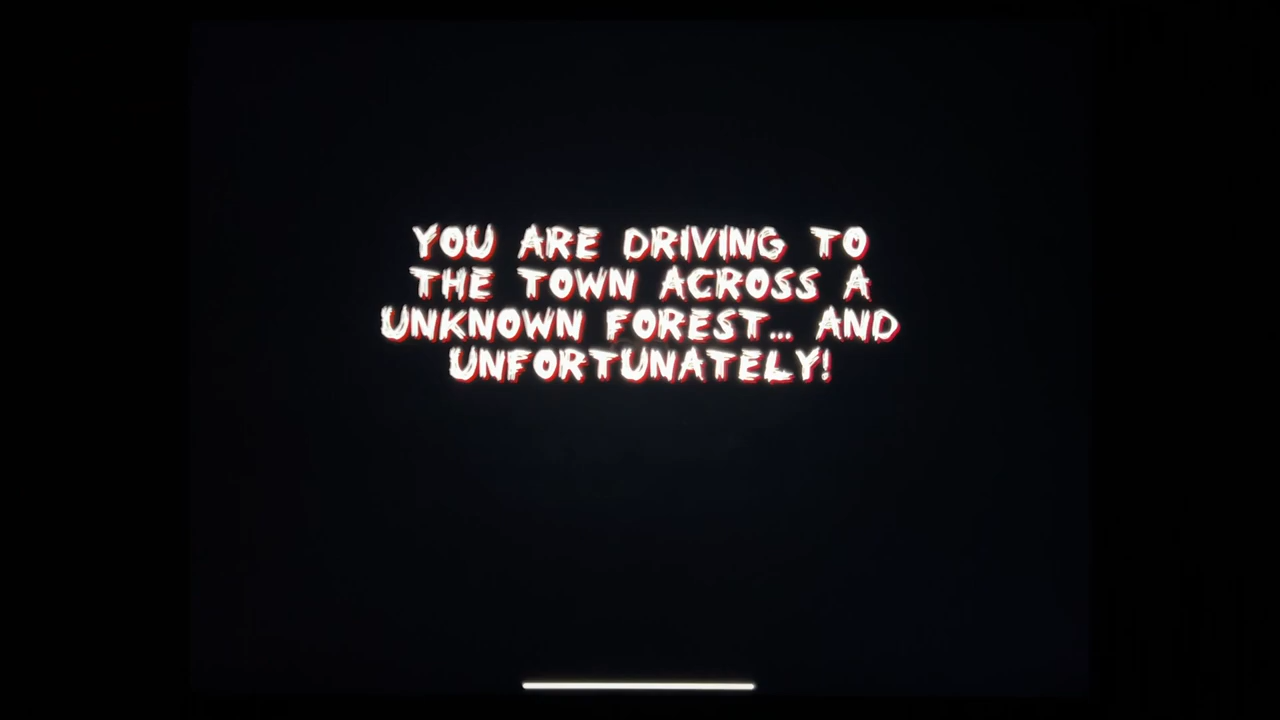 YOU ARE DRIVING TO
THE TOWN ACROSS A
UNKNOWN FOREST... AND
UNFORTUNATELY!